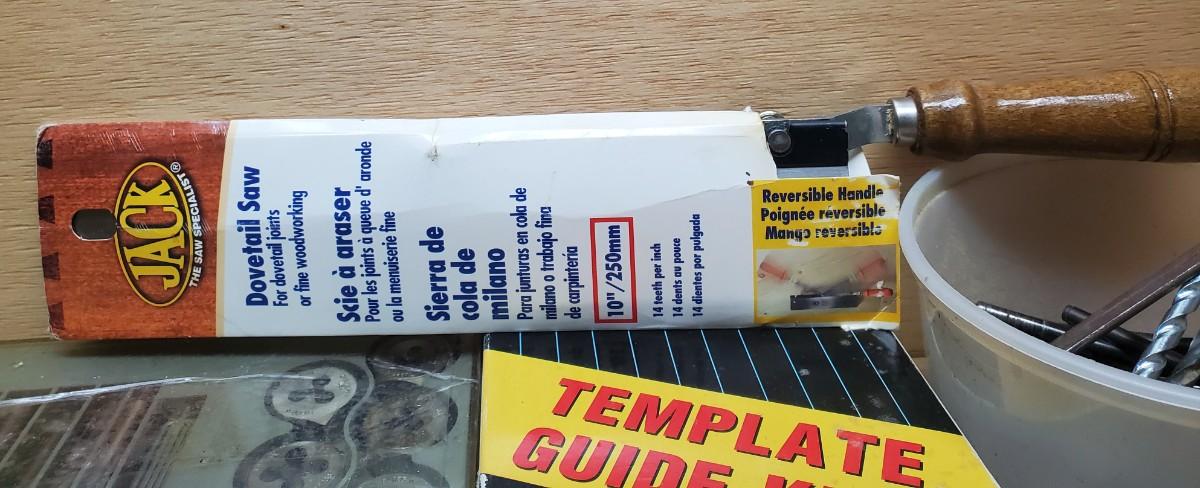 JACK®
THE SAW SPECIALIST
Dovetail Saw
For dovetail joints
or fine woodworking
Scie à araser
Pour les joints à queue d' aronde
ou la menuiserie fine
Sierra de
cola de
milano
Para junturas en cola de
milano o trabajo fino
de carpintería
10"/250mm
14 teeth per inch
14 dents au pouce
14 dientes por pulgada
Reversible Handle
Poignée réversible
Mango reversible
TEMPLATE
GUIDE